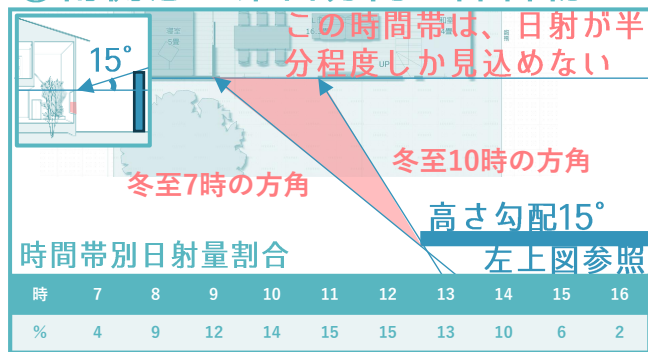 この時間帯は、日射が半
分程度しか見込めない
15°
UP
冬至10時の方角
冬至7時の方角
高さ勾配15°
左上図参照
時間帯別日射量割合
時 7 8 9 10 11 12 13 14 15 16
% 4 9 12 14 15 15 13 10 6 2